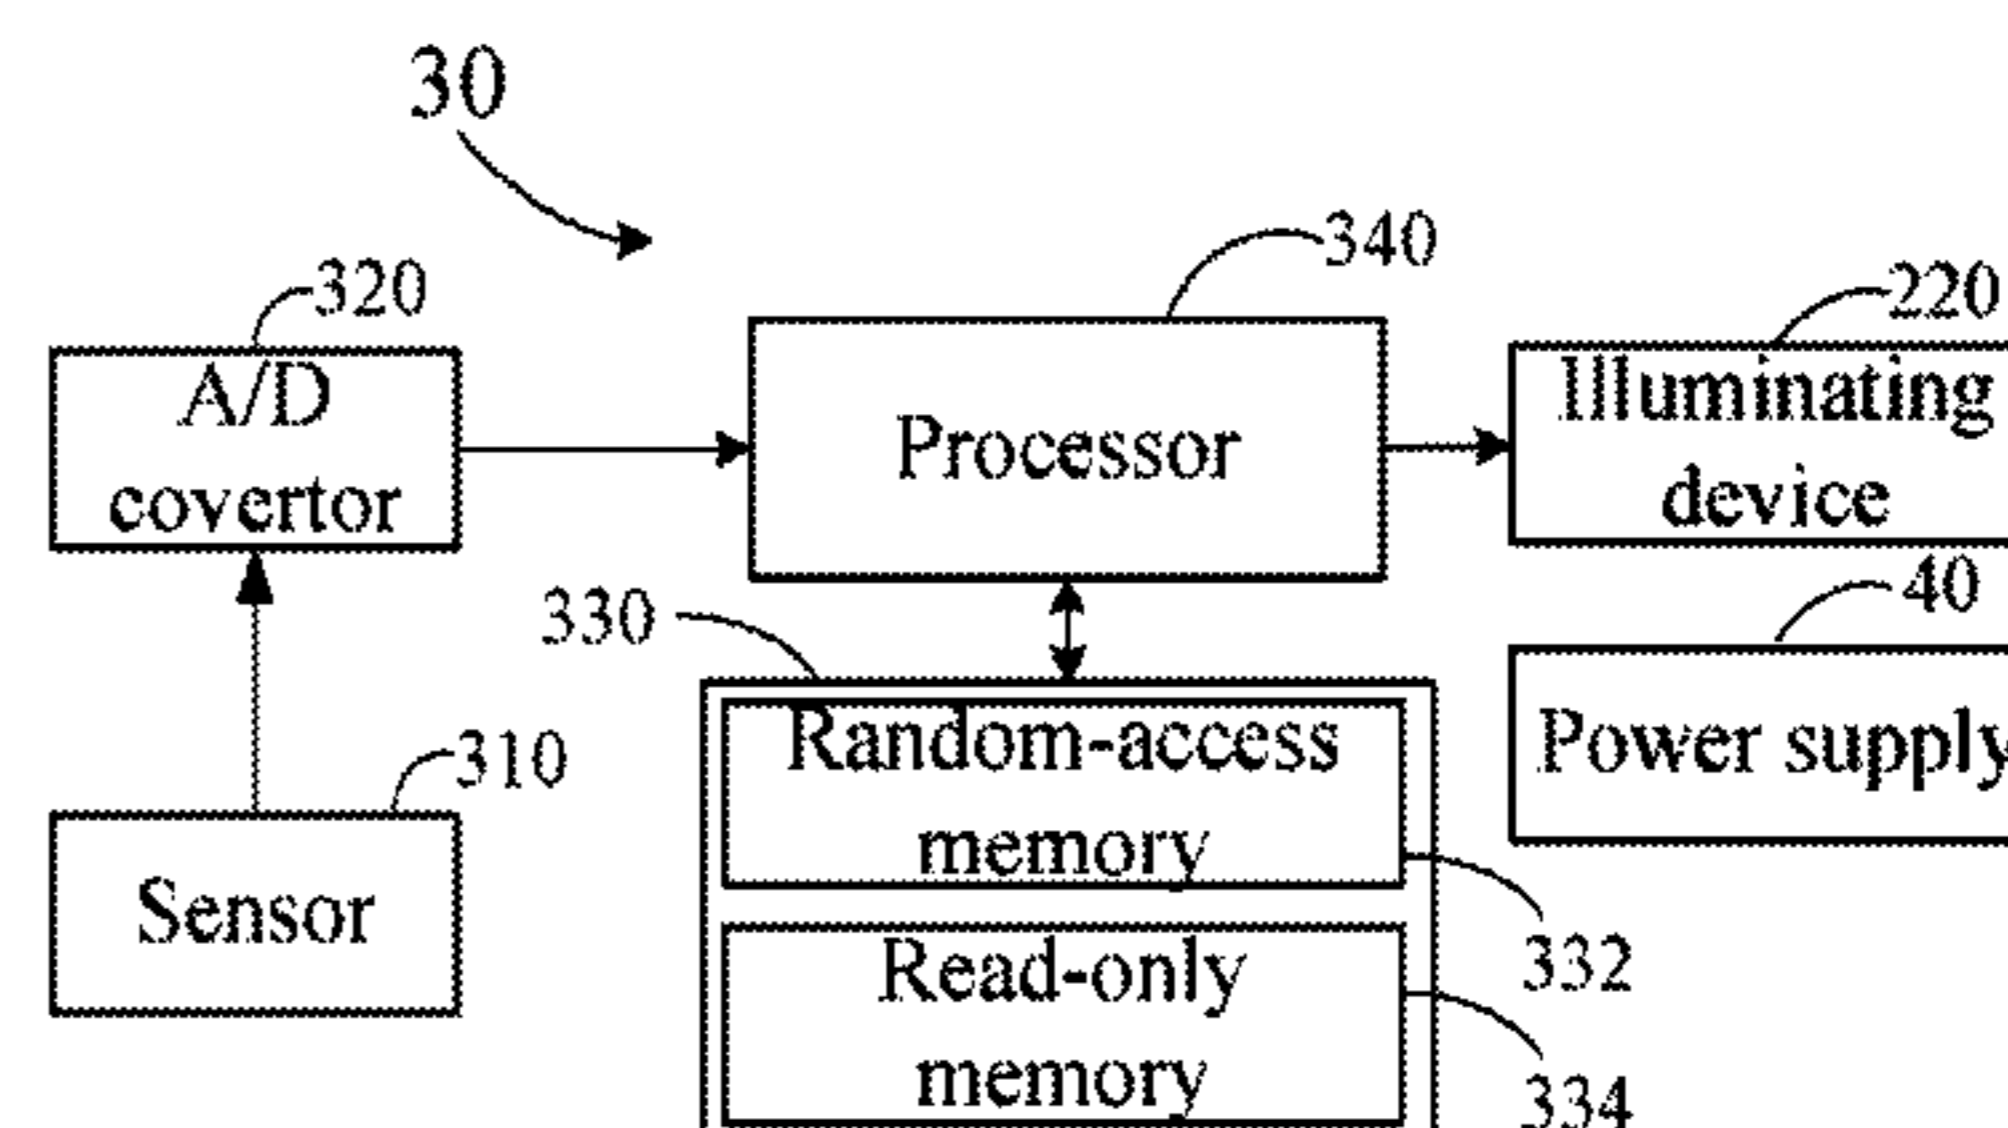 30
340
320
220
A/D
covertor
Processor
Illuminating
device
330
40
310
Random-access
memory
Power supply
Sensor
332
Read-only
memory
334